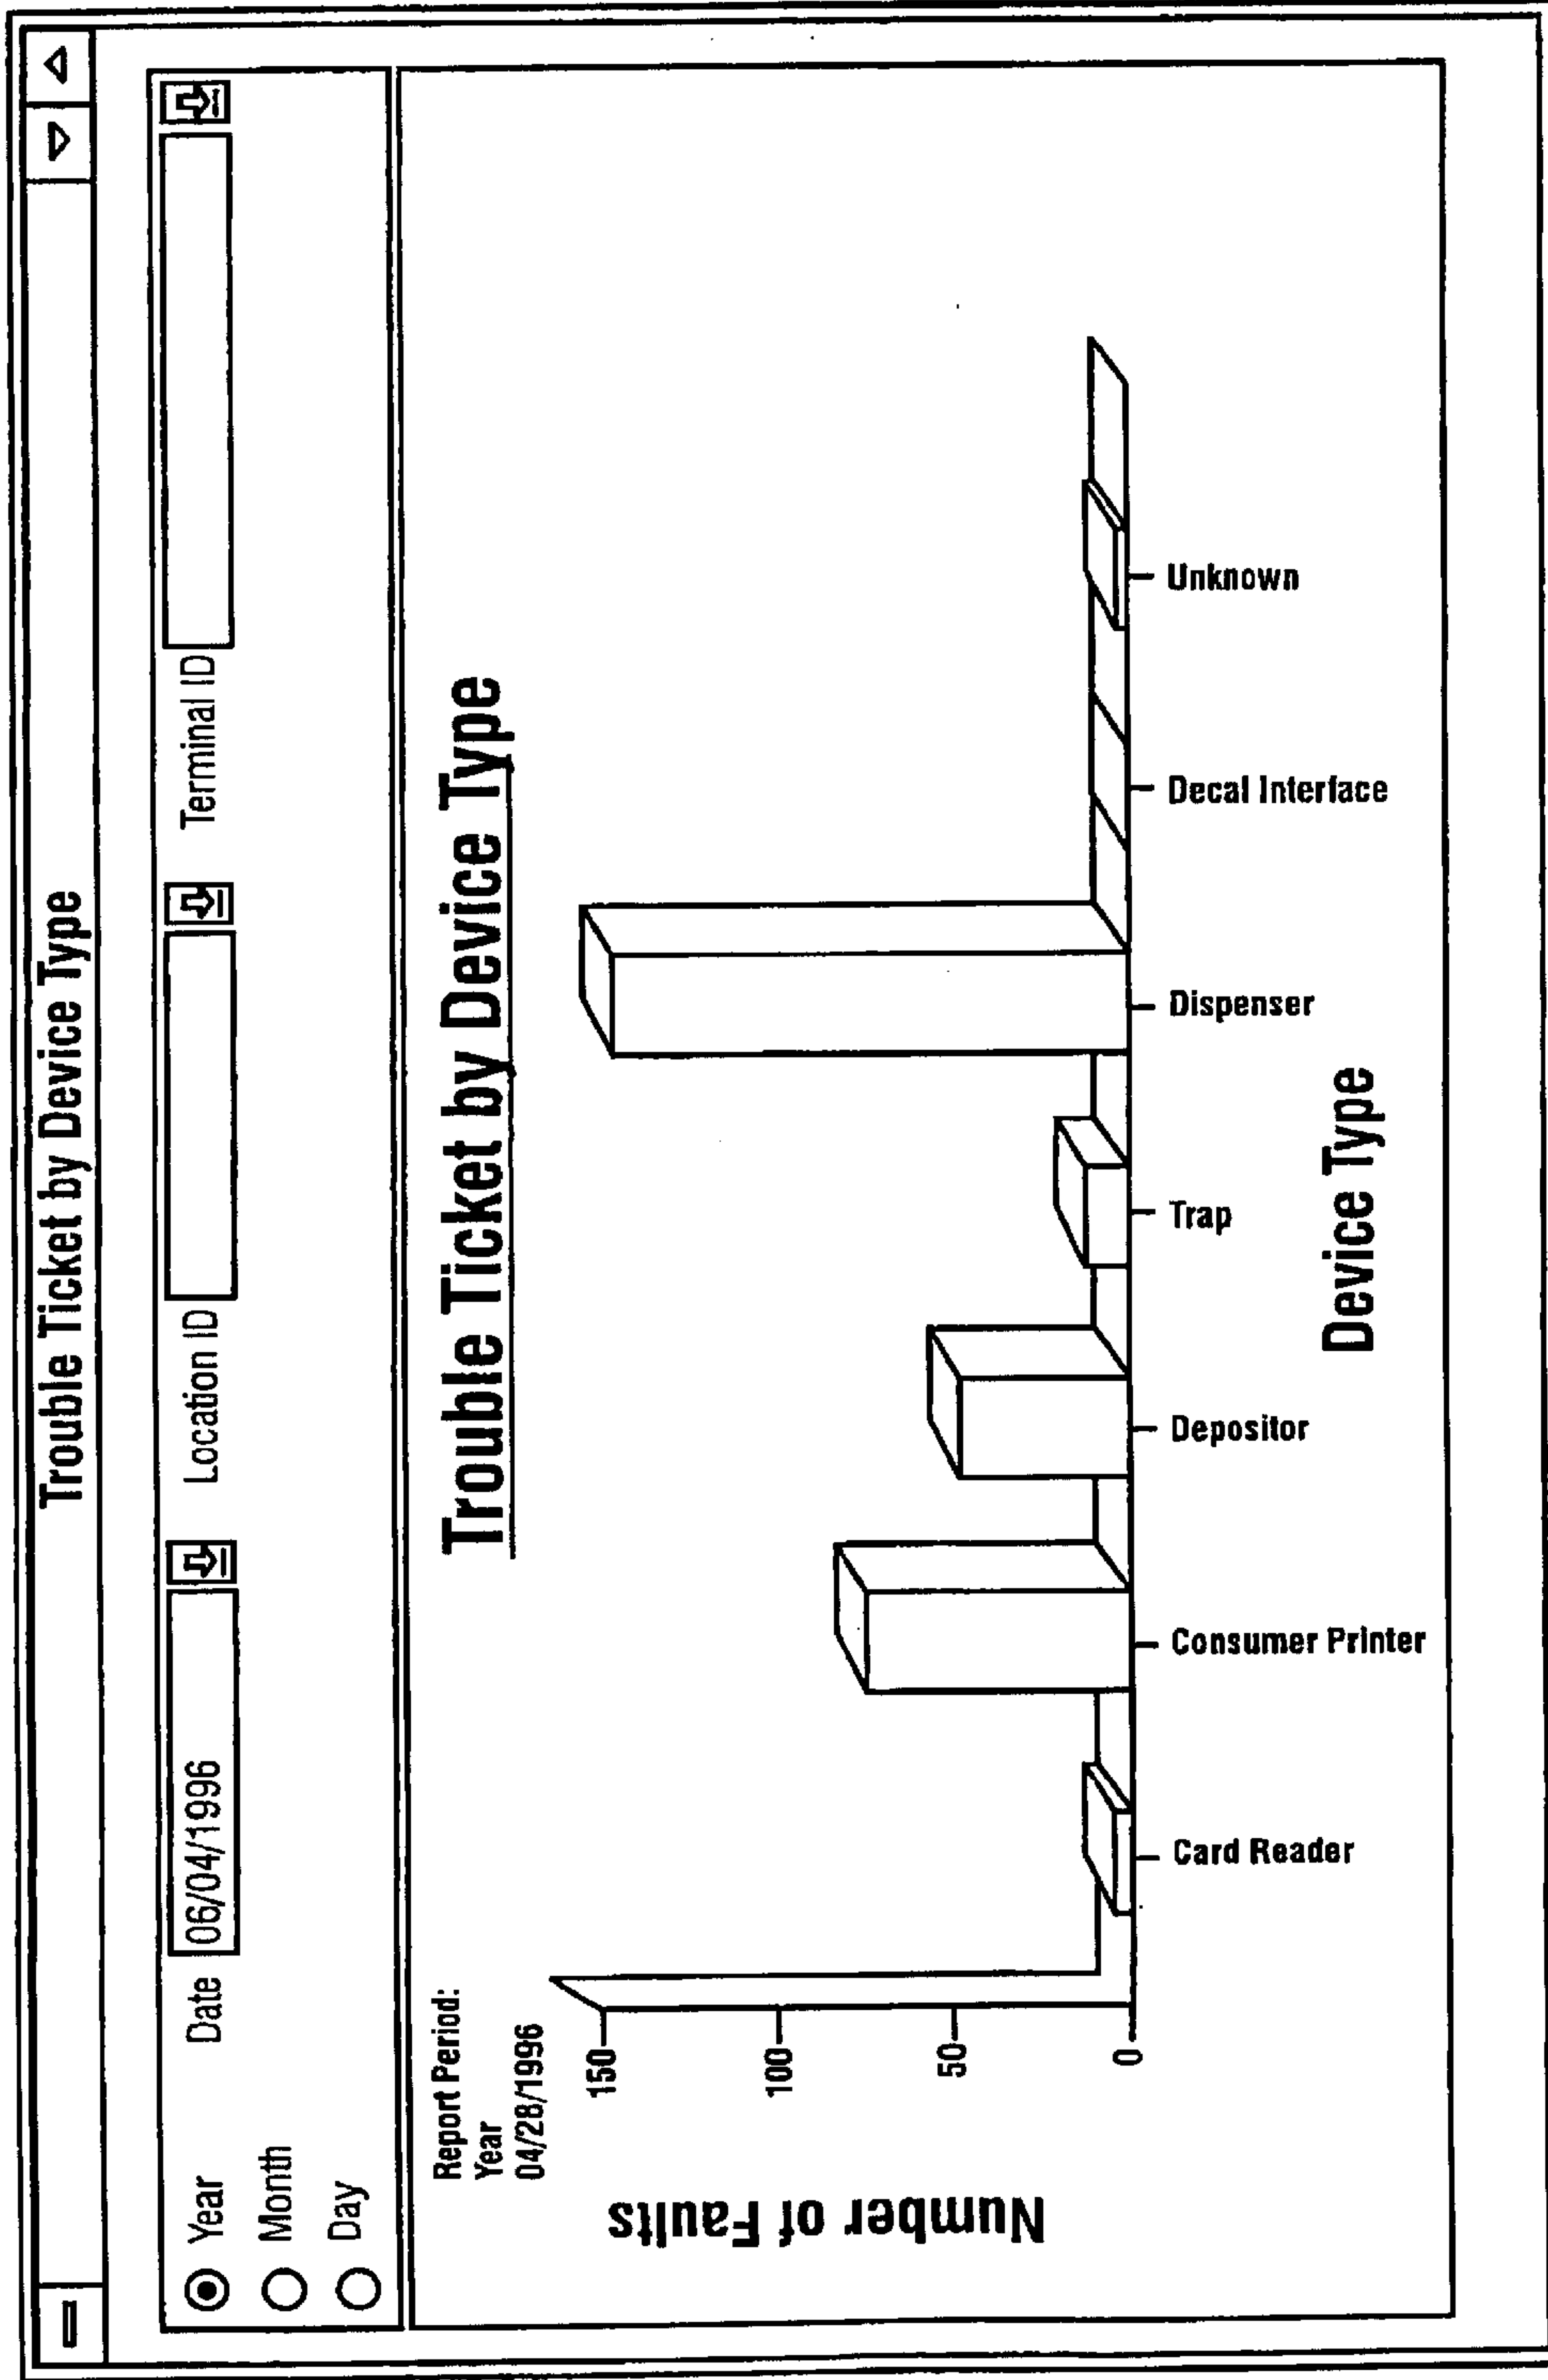 Trouble Ticket by Device Type
Year
Month
Day
Date 06/04/1996
Location ID
Terminal ID
Report Period:
Year
04/28/1996
Trouble Ticket by Device Type
Number of Faults
150
100
50
0
Card Reader
Consumer Printer
Depositor
Trap
Dispenser
Decal Interface
Unknown
Device Type